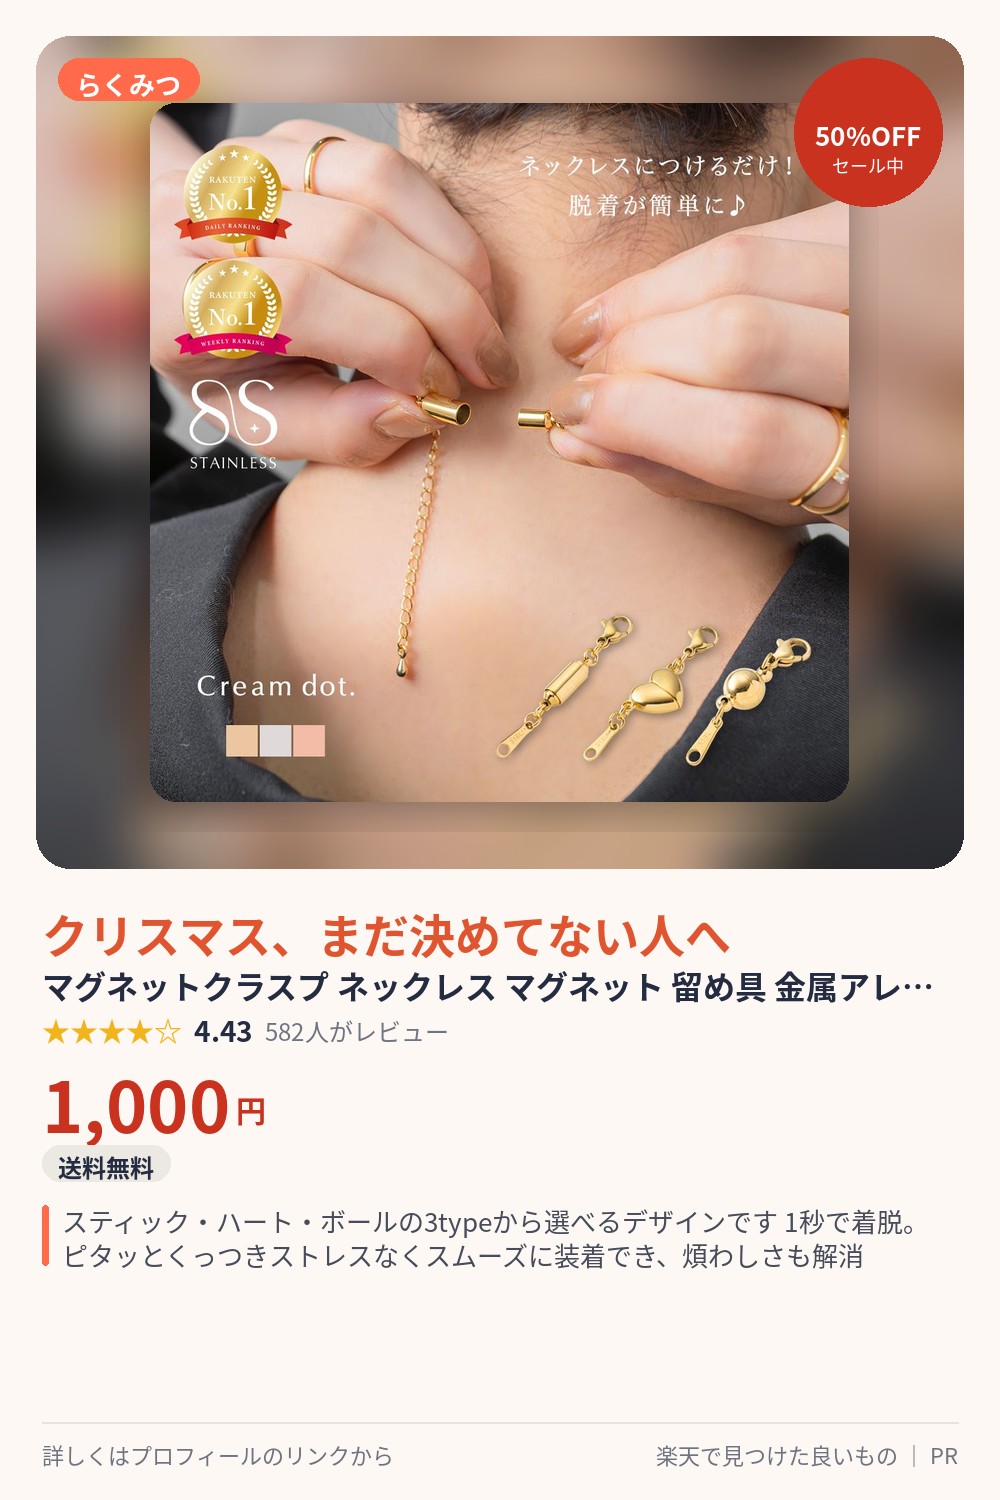 らくみつ
50%OFF
セール中
ネックレスにつけるだけ!
脱着が簡単に♪
RAKUTEN
No.1
DAILY RANKING
RAKUTEN
No.1
WEEKLY RANKING
8S
STAINLESS
Cream dot.
クリスマス、まだ決めてない人へ
マグネットクラスプ ネックレス マグネット 留め具 金属アレ…
★★★★☆ 4.43 582人がレビュー
1,000円
送料無料
スティック・ハート・ボールの3typeから選べるデザインです 1秒で着脱。
ピタッとくっつきストレスなくスムーズに装着でき、煩わしさも解消
詳しくはプロフィールのリンクから
楽天で見つけた良いもの｜PR